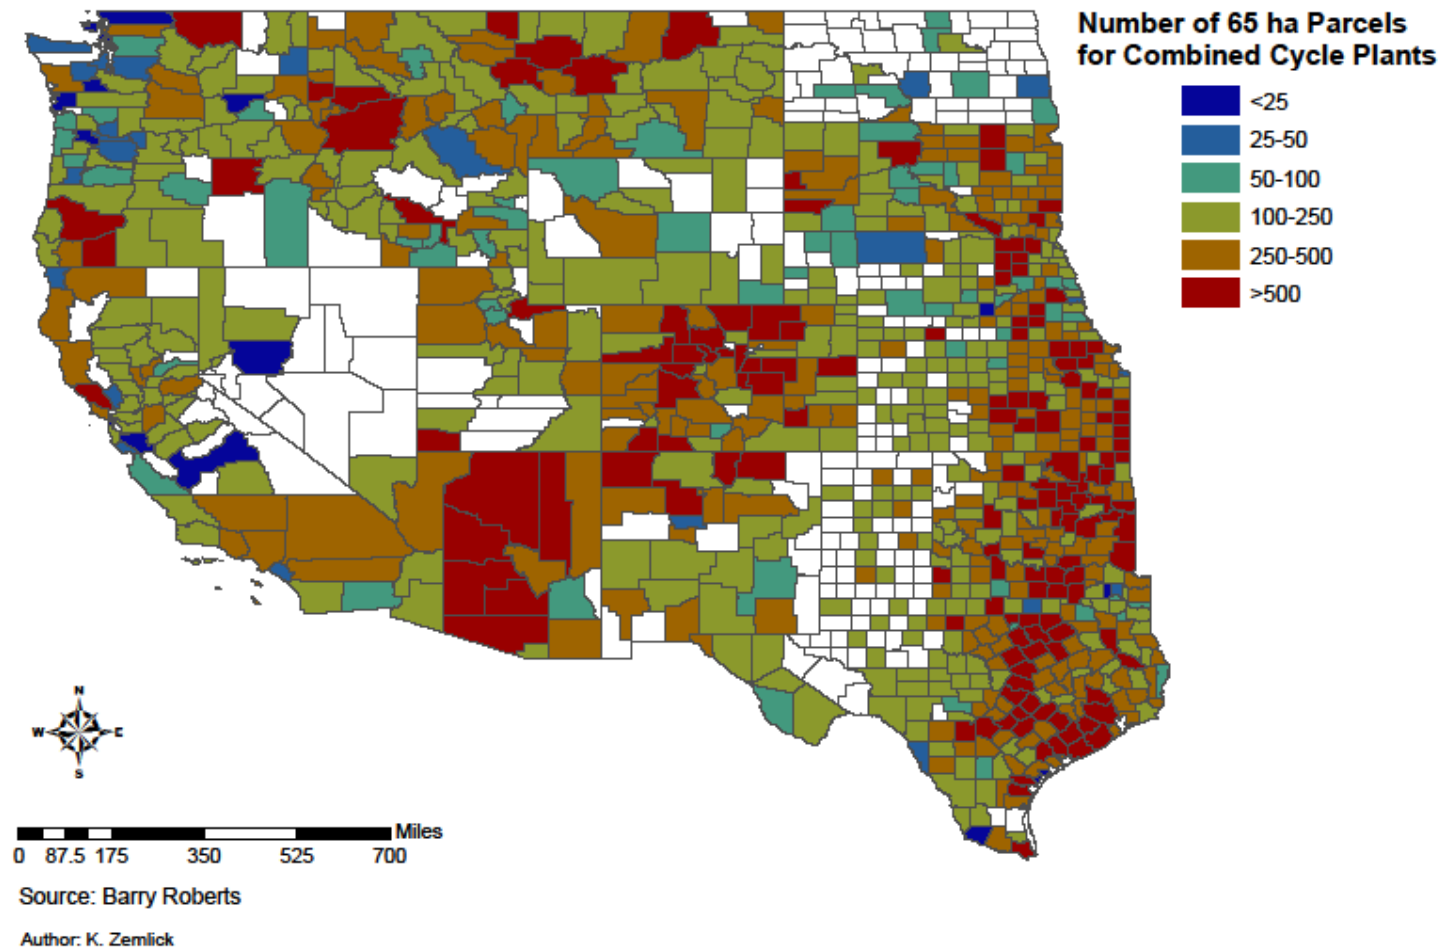 Number of 65 ha Parcels
for Combined Cycle Plants
<25
25-50
50-100
100-250
250-500
>500
N
W E
S
Miles
0 87.5 175 350 525 700
Source: Barry Roberts
Author: K. Zemlick